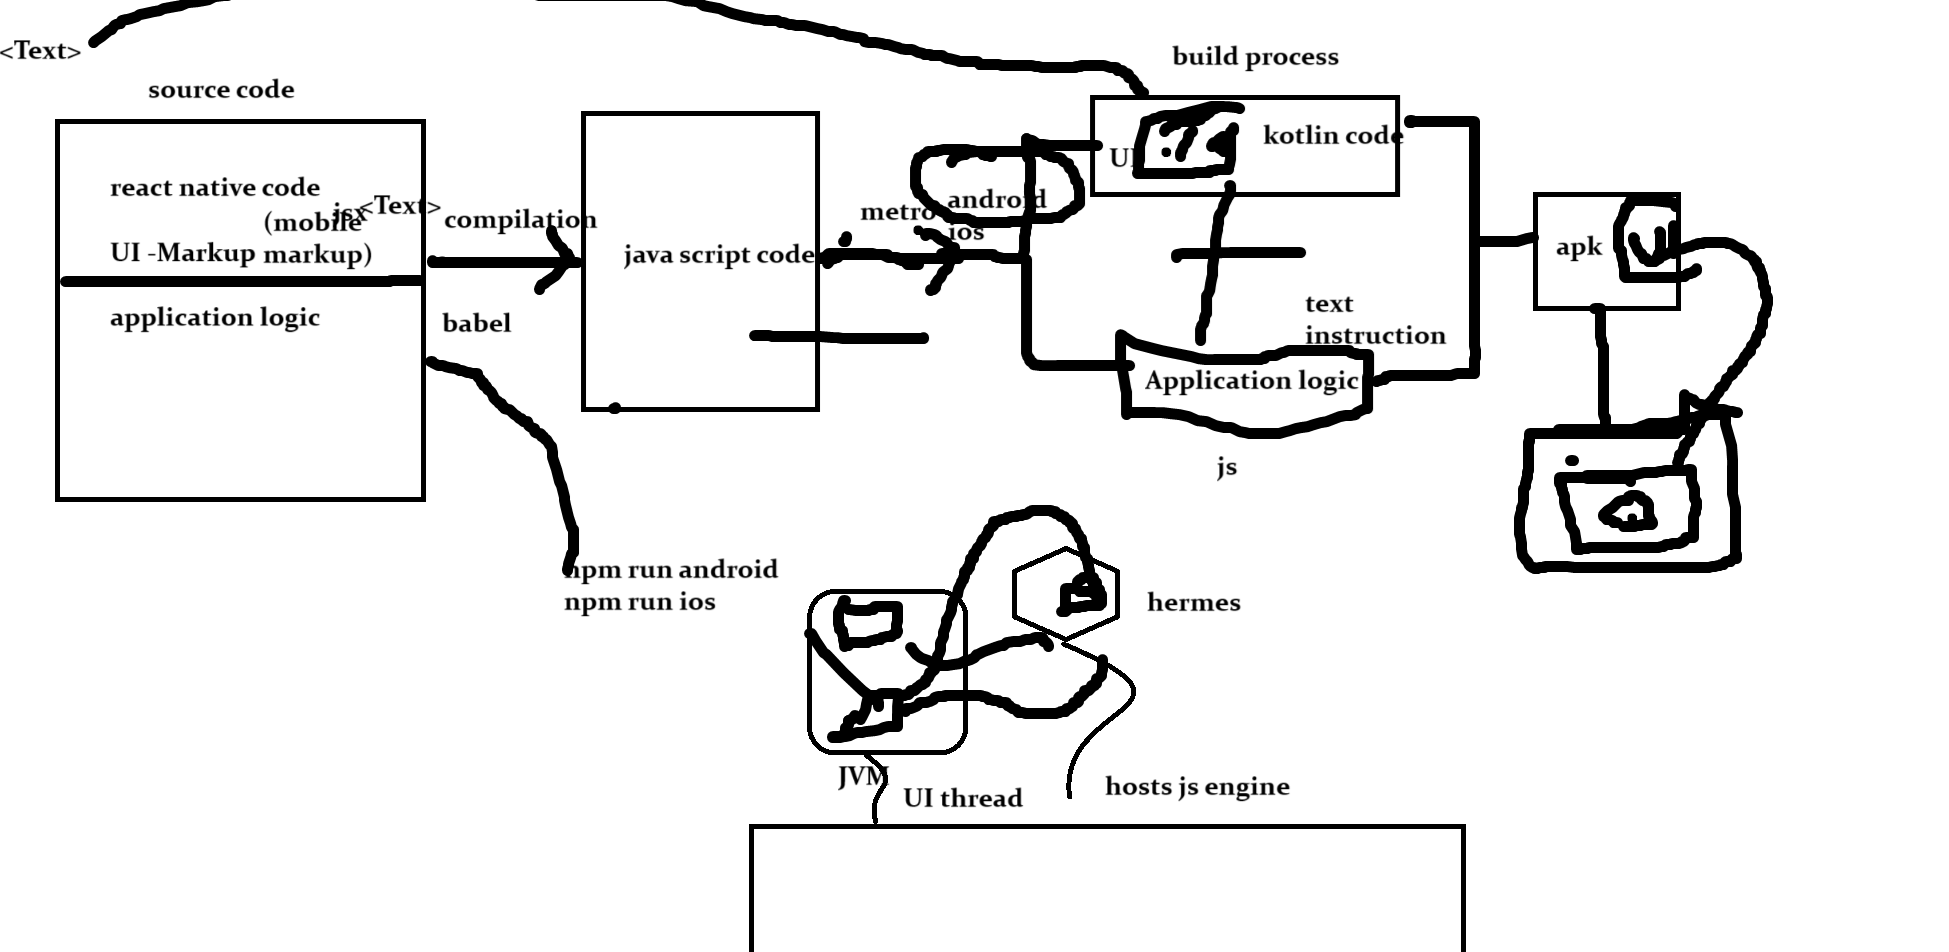 <Text>
build process
source code
UI
kotlin code
react native code
jsx
<Text>
(mobile
UI -Markup
markup)
compilation
metro
android
ios
java script code
apk
application logic
babel
text
instruction
Application logic
js
npm run android
npm run ios
hermes
JVM
UI thread
hosts js engine